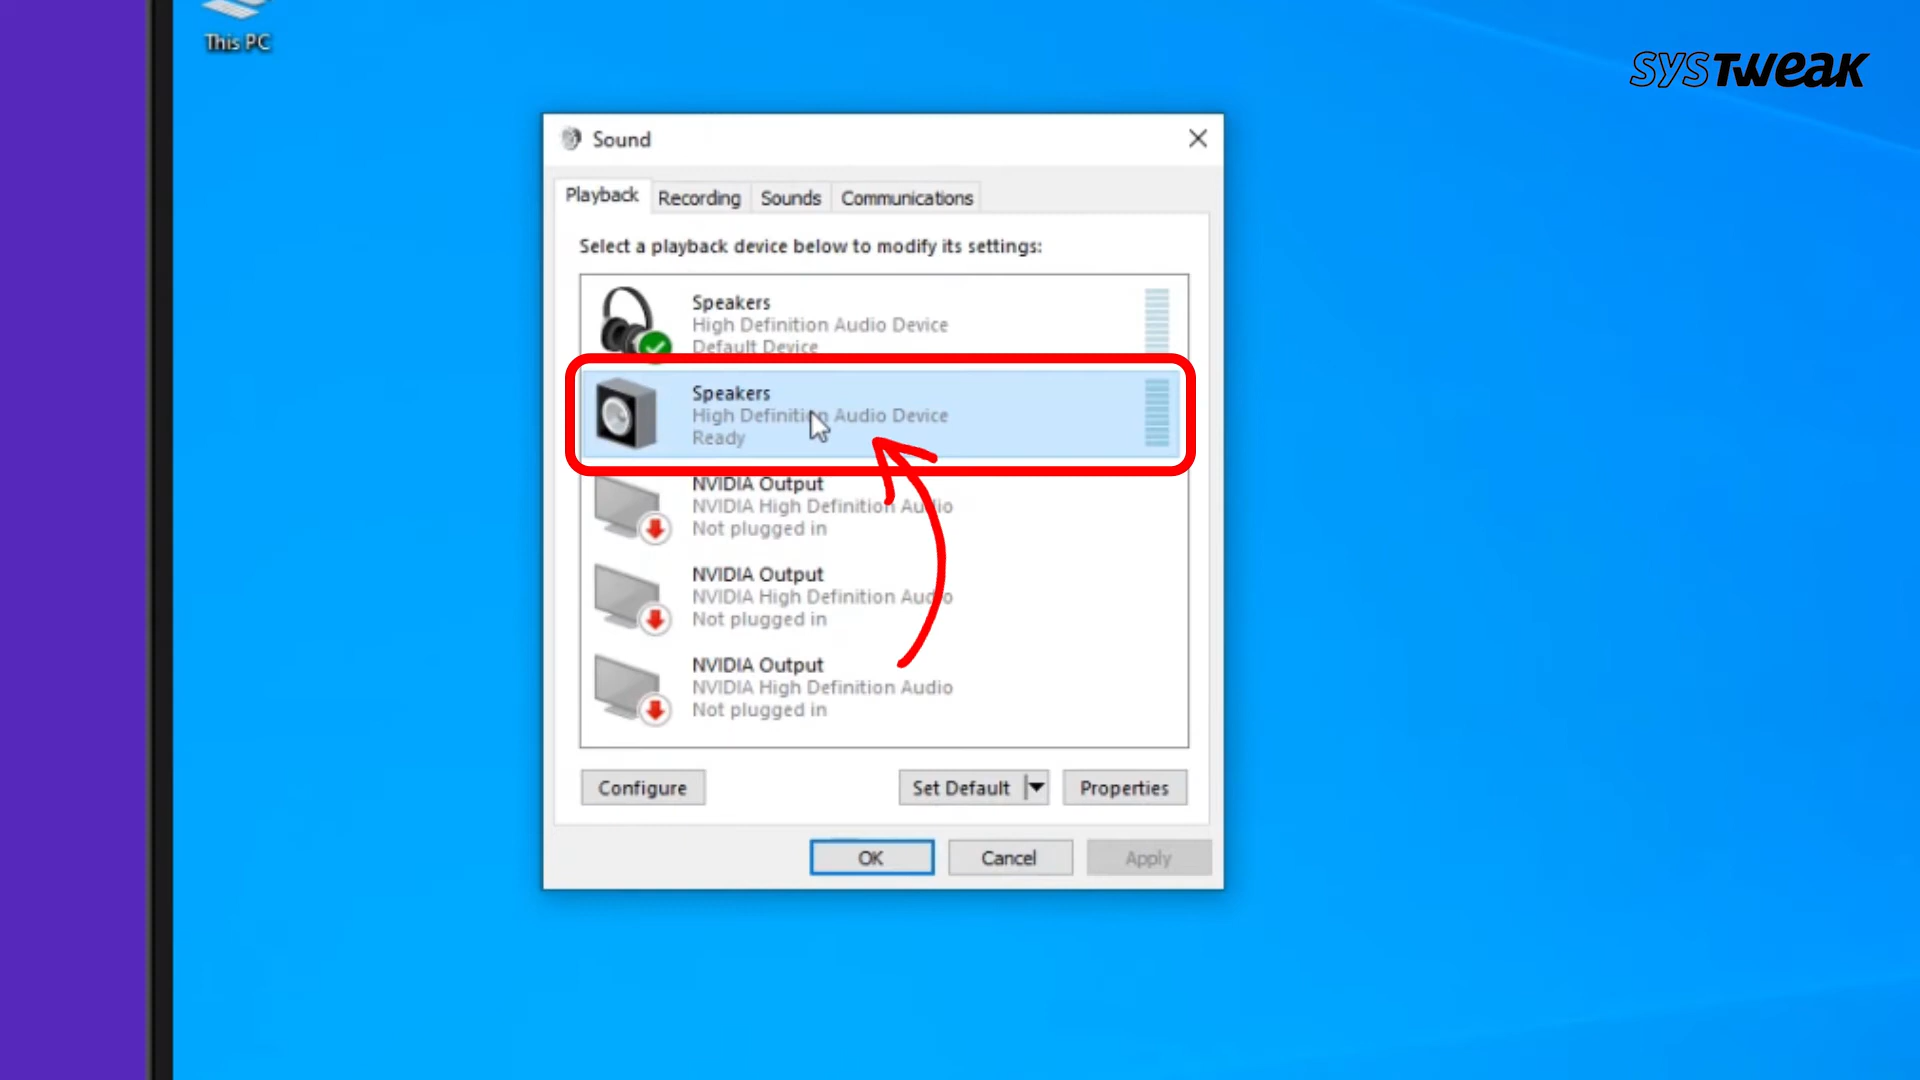 This PC
SYSTWEAK
Sound
Playback
Recording
Sounds
Communications
Select a playback device below to modify its settings:
Speakers
High Definition Audio Device
Default Device
Speakers
High Definition Audio Device
Ready
NVIDIA Output
NVIDIA High Definition Audio
Not plugged in
NVIDIA Output
NVIDIA High Definition Audio
Not plugged in
NVIDIA Output
NVIDIA High Definition Audio
Not plugged in
Configure
Set Default
Properties
OK
Cancel
Apply